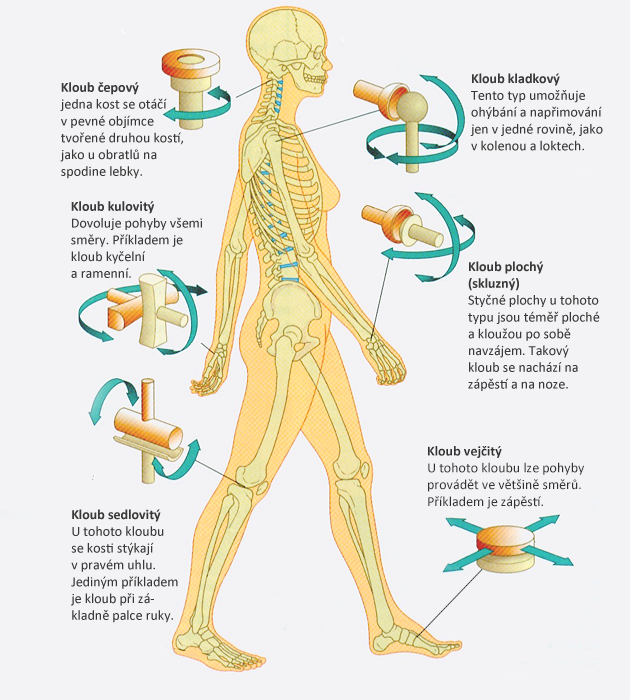 Kloub čepový
jedna kost se otáčí
v pevné objímce
tvořené druhou kostí,
jako u obratlů na
spodine lebky.
Kloub kulovitý
Dovoluje pohyby všemi
směry. Příkladem je
kloub kyčelní
a ramenní.
Kloub sedlovitý
U tohoto kloubu
se kosti stýkají
v pravém uhlu.
Jediným příkladem
je kloub při zá-
kladně palce ruky.
Kloub kladkový
Tento typ umožňuje
ohýbání a napřimování
jen v jedné rovině, jako
v kolenou a loktech.
Kloub plochý
(skluzný)
Styčné plochy u tohoto
typu jsou téměř ploché
a kloužou po sobě
navzájem. Takový
kloub se nachází na
zápěstí a na noze.
Kloub vejčitý
U tohoto kloubu lze pohyby
provádět ve většině směrů.
Příkladem je zápěstí.